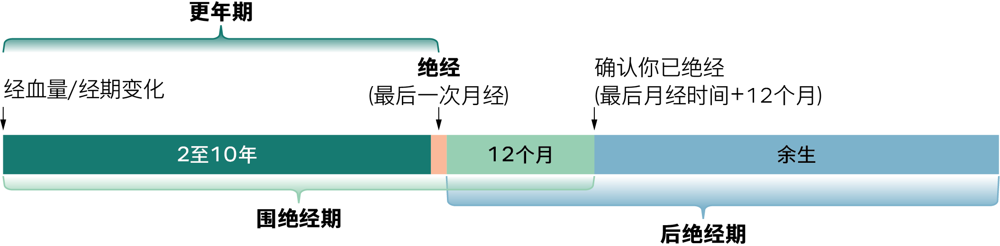 更年期
绝经
(最后一次月经)
经血量/经期变化
确认你已绝经
(最后月经时间+12个月)
2至10年
12个月
余生
围绝经期
后绝经期